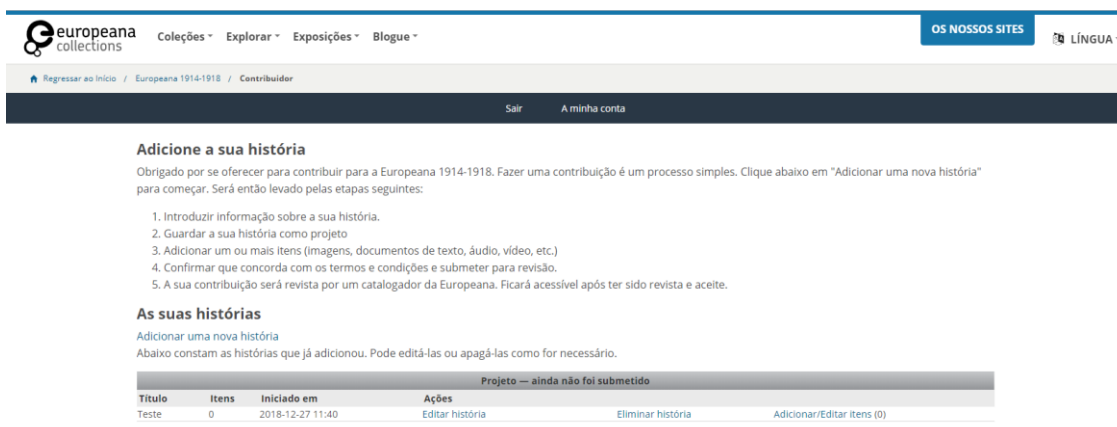 europeana
collections
Coleções Explorar Exposições Blogue
OS NOSSOS SITES
LÍNGUA
Regressar ao Início / Europeana 1914-1918 / Contribuidor
Sair A minha conta
Adicione a sua história
Obrigado por se oferecer para contribuir para a Europeana 1914-1918. Fazer uma contribuição é um processo simples. Clique abaixo em "Adicionar uma nova história"
para começar. Será então levado pelas etapas seguintes:
1. Introduzir informação sobre a sua história.
2. Guardar a sua história como projeto
3. Adicionar um ou mais itens (imagens, documentos de texto, áudio, vídeo, etc.)
4. Confirmar que concorda com os termos e condições e submeter para revisão.
5. A sua contribuição será revista por um catalogador da Europeana. Ficará acessível após ter sido revista e aceite.
As suas histórias
Adicionar uma nova história
Abaixo constam as histórias que já adicionou. Pode editá-las ou apagá-las como for necessário.
Projeto — ainda não foi submetido
Título Itens Iniciado em Ações
Teste 0 2018-12-27 11:40 Editar história Eliminar história Adicionar/Editar itens (0)